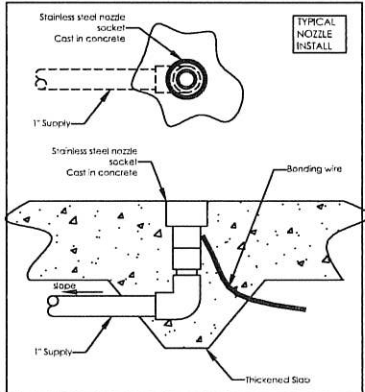 Stainless steel nozzle
socket
Cast in concrete
TYPICAL
NOZZLE
INSTALL
1" Supply
Stainless steel nozzle
socket
Cast in concrete
Bonding wire
slope
1" Supply
Thickened Slab